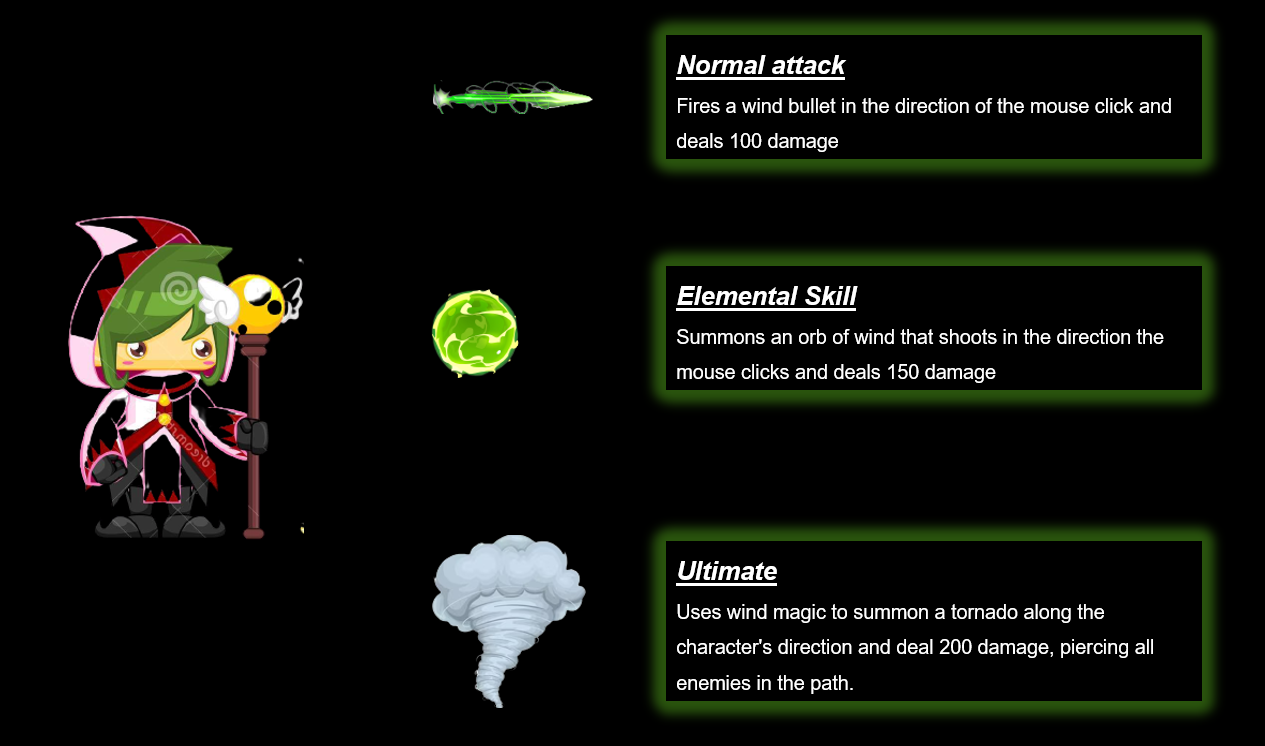 Normal attack
Fires a wind bullet in the direction of the mouse click and
deals 100 damage
Elemental Skill
Summons an orb of wind that shoots in the direction the
mouse clicks and deals 150 damage
Ultimate
Uses wind magic to summon a tornado along the
character's direction and deal 200 damage, piercing all
enemies in the path.